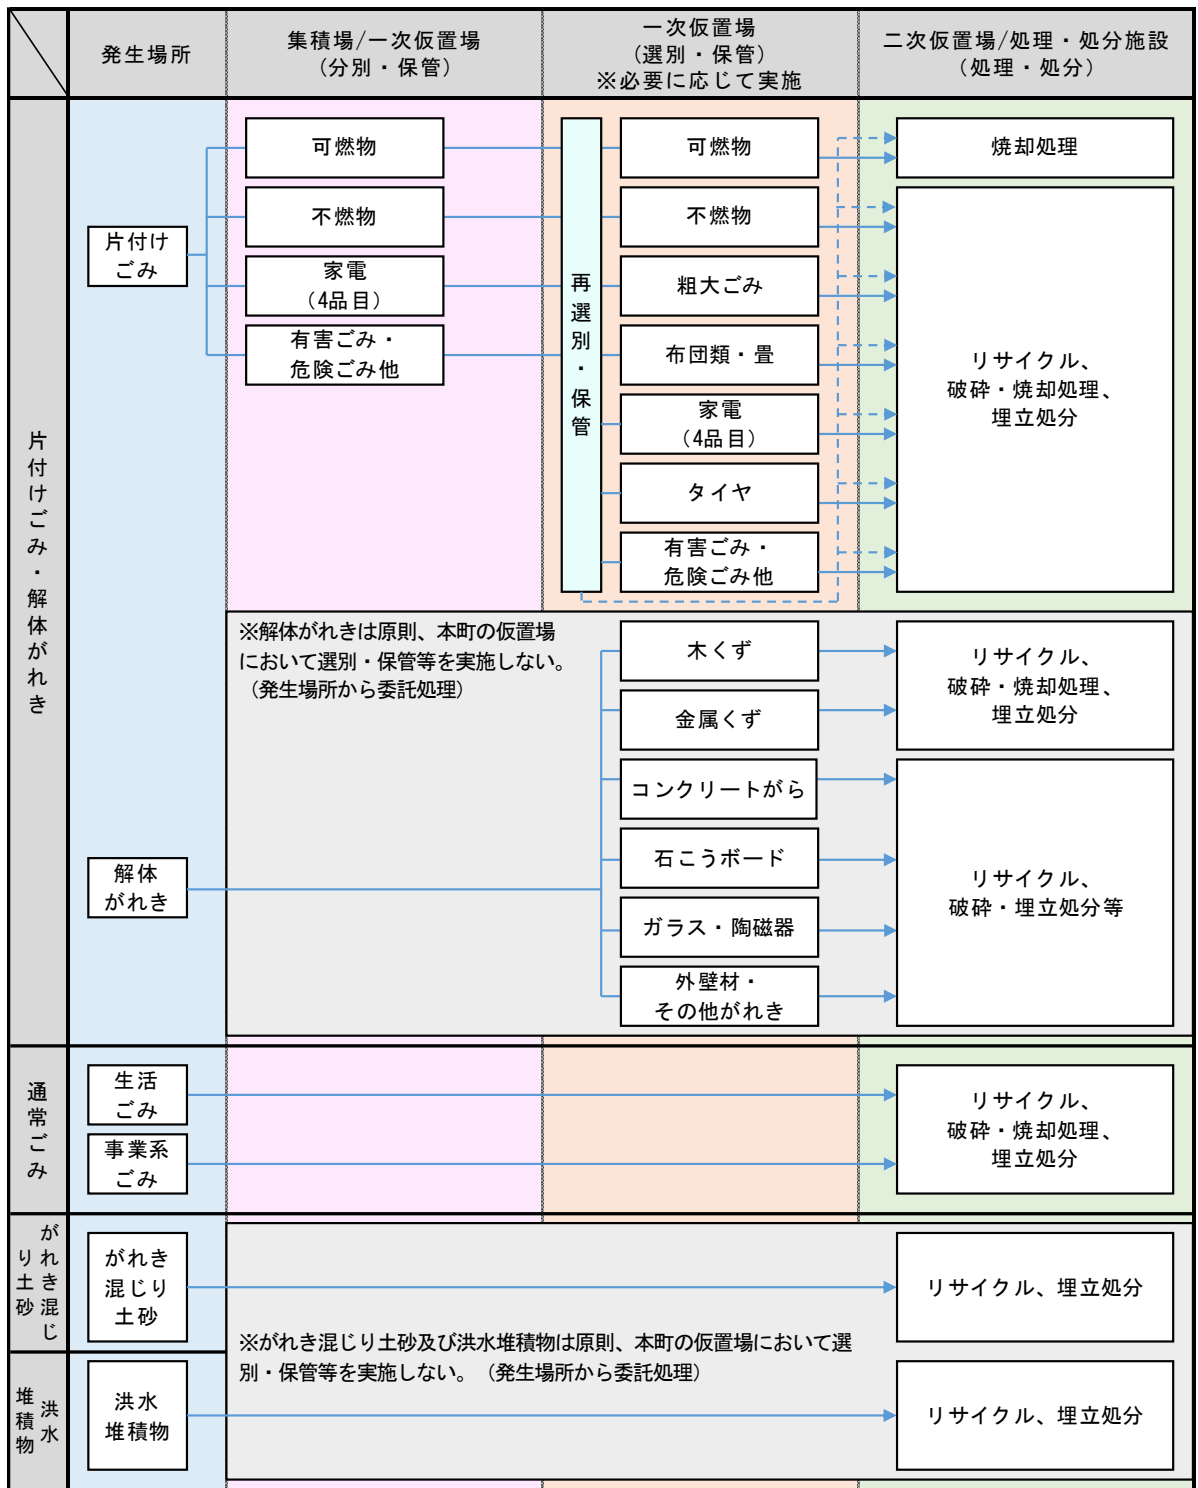 発生場所
集積場/一次仮置場
（分別・保管）
一次仮置場
（選別・保管）
※必要に応じて実施
二次仮置場/処理・処分施設
（処理・処分）
片付けごみ・解体がれき
片付け
ごみ
可燃物
不燃物
家電
（4品目）
有害ごみ・
危険ごみ他
再選別・保管
可燃物
不燃物
粗大ごみ
布団類・畳
家電
（4品目）
タイヤ
有害ごみ・
危険ごみ他
焼却処理
リサイクル、
破砕・焼却処理、
埋立処分
※解体がれきは原則、本町の仮置場
において選別・保管等を実施しない。
（発生場所から委託処理）
解体
がれき
木くず
金属くず
コンクリートがら
石こうボード
ガラス・陶磁器
外壁材・
その他がれき
リサイクル、
破砕・焼却処理、
埋立処分
リサイクル、
破砕・埋立処分等
通常ごみ
生活
ごみ
事業系
ごみ
リサイクル、
破砕・焼却処理、
埋立処分
がれき混じ
り土砂
がれき
混じり
土砂
リサイクル、埋立処分
※がれき混じり土砂及び洪水堆積物は原則、本町の仮置場において選
別・保管等を実施しない。（発生場所から委託処理）
洪水
堆積物
洪水
堆積物
リサイクル、埋立処分